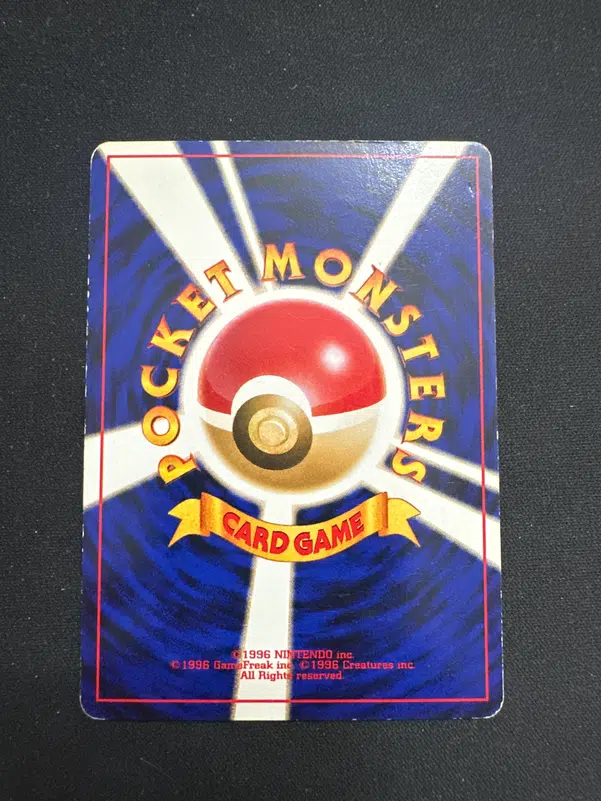 POCKET MONSTERS
CARD GAME
©1996 NINTENDO inc.
©1996 GameFreak inc. ©1996 Creatures inc.
All Rights reserved.